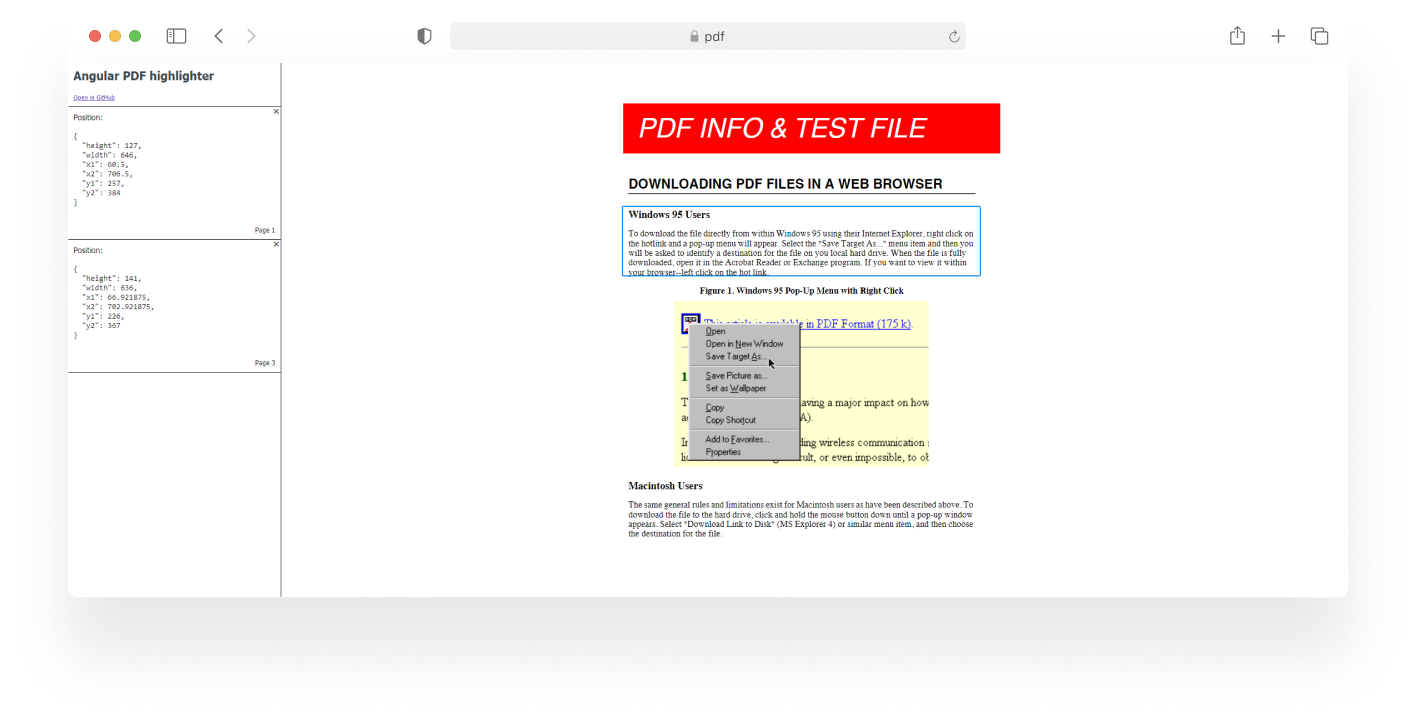 pdf
Angular PDF highlighter
Open in GitHub
Position:
{
"height": 127,
"width": 646,
"x1": 60.5,
"x2": 706.5,
"y1": 257,
"y2": 384
}
Page 1
Position:
{
"height": 141,
"width": 636,
"x1": 66.921875,
"x2": 702.921875,
"y1": 226,
"y2": 367
}
Page 3
PDF INFO & TEST FILE
DOWNLOADING PDF FILES IN A WEB BROWSER
Windows 95 Users
To download the file directly from within Windows 95 using their Internet Explorer, right click on
the hotlink and a pop-up menu will appear. Select the "Save Target As..." menu item and then you
will be asked to identify a destination for the file on you local hard drive. When the file is fully
downloaded, open it in the Acrobat Reader or Exchange program. If you want to view it within
your browser--left click on the hot link.
Figure 1. Windows 95 Pop-Up Menu with Right Click
This article is available in PDF Format (175 k).
Open
Open in New Window
Save Target As...
Save Picture as...
Set as Wallpaper
Copy
Copy Shortcut
Add to Favorites...
Properties
1
aving a major impact on how
A).
ding wireless communication
cult, or even impossible, to ob
Macintosh Users
The same general rules and limitations exist for Macintosh users as have been described above. To
download the file to the hard drive, click and hold the mouse button down until a pop-up window
appears. Select "Download Link to Disk" (MS Explorer 4) or similar menu item, and then choose
the destination for the file.